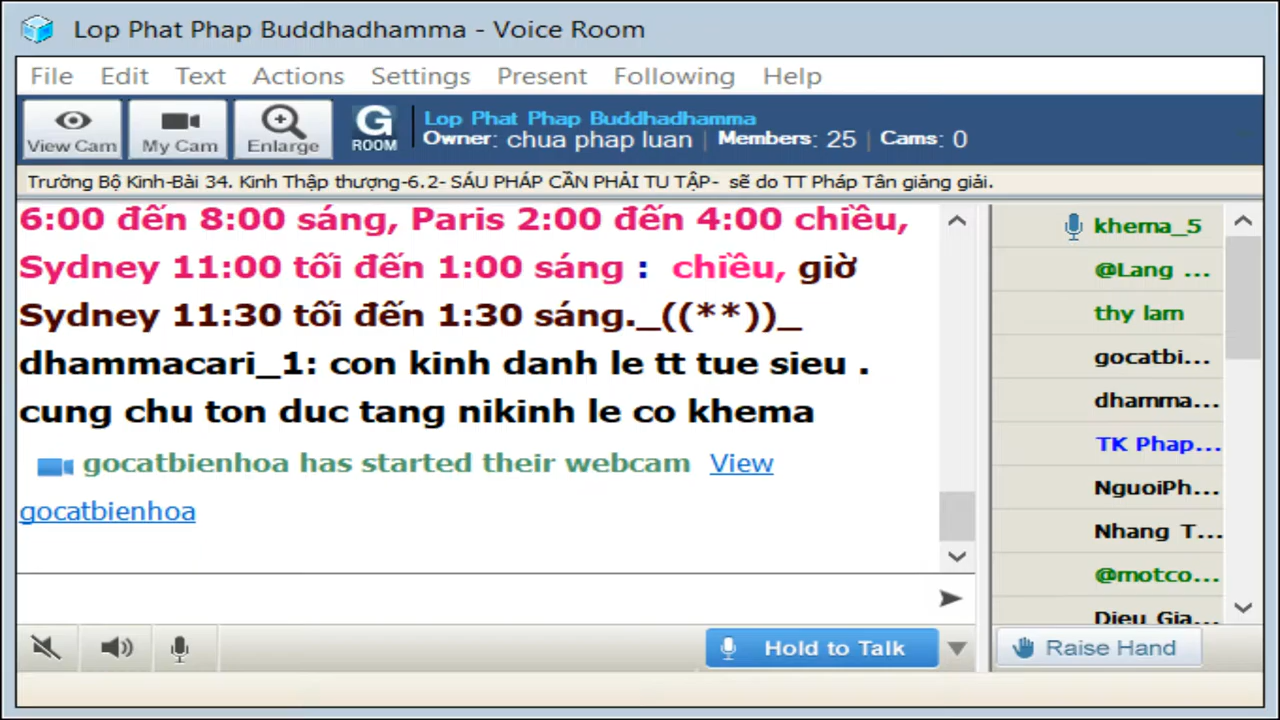 Lop Phat Phap Buddhadhamma - Voice Room
File Edit Text Actions Settings Present Following Help
View Cam My Cam Enlarge G ROOM
Lop Phat Phap Buddhadhamma
Owner: chua phap luan | Members: 25 | Cams: 0
Trường Bộ Kinh-Bài 34. Kinh Thập thượng-6.2- SÁU PHÁP CẦN PHẢI TU TẬP- sẽ do TT Pháp Tân giảng giải.
6:00 đến 8:00 sáng, Paris 2:00 đến 4:00 chiều,
Sydney 11:00 tối đến 1:00 sáng : chiều, giờ
Sydney 11:30 tối đến 1:30 sáng._((**))_
dhammacari_1: con kinh danh le tt tue sieu .
cung chu ton duc tang nikinh le co khema
gocatbienhoa has started their webcam View
gocatbienhoa
khema_5
@Lang ...
thy lam
gocatbi...
dhamma...
TK Phap...
NguoiPh...
Nhang T...
@motco...
Dieu Gia...
Hold to Talk
Raise Hand